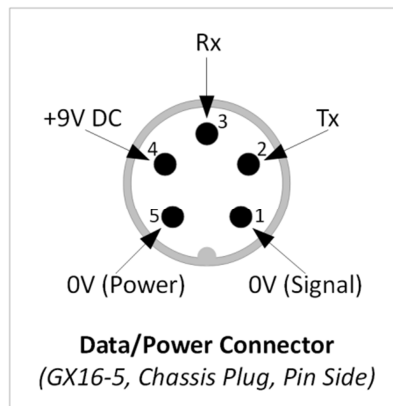 Rx
+9V DC
Tx
3
4
2
5
1
0V (Power)
0V (Signal)
Data/Power Connector
(GX16-5, Chassis Plug, Pin Side)